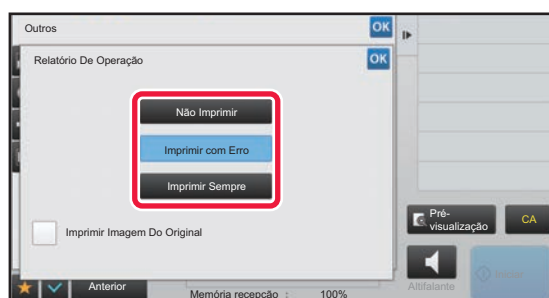 Outros
OK
Relatório De Operação
OK
Não Imprimir
Imprimir com Erro
Imprimir Sempre
Imprimir Imagem Do Original
Pré-
visualização
CA
Anterior
Memória recepção : 100%
Altifalante
Iniciar